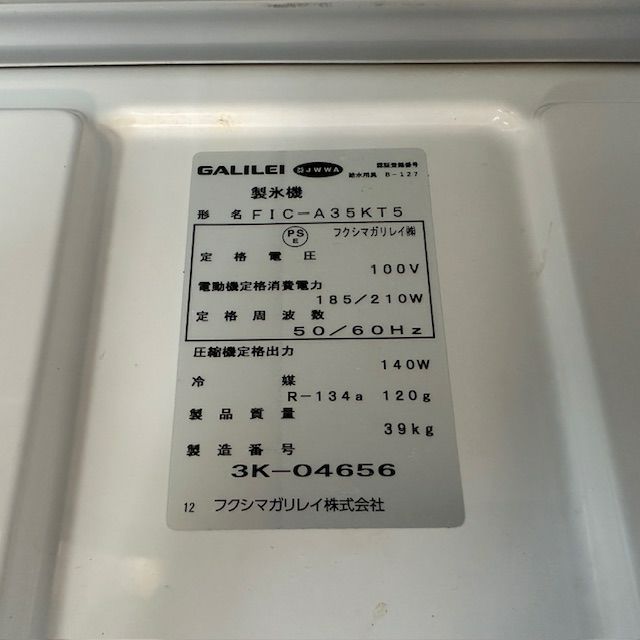 GALILEI JWWA 認証登録番号
給水用具 B-127
製氷機
形名 FIC-A35KT5
PS E フクシマガリレイ㈱
定格電圧
100V
電動機定格消費電力
185/210W
定格周波数
50/60Hz
圧縮機定格出力
140W
冷媒
R-134a 120g
製品質量
39kg
製造番号
3K-04656
12 フクシマガリレイ株式会社